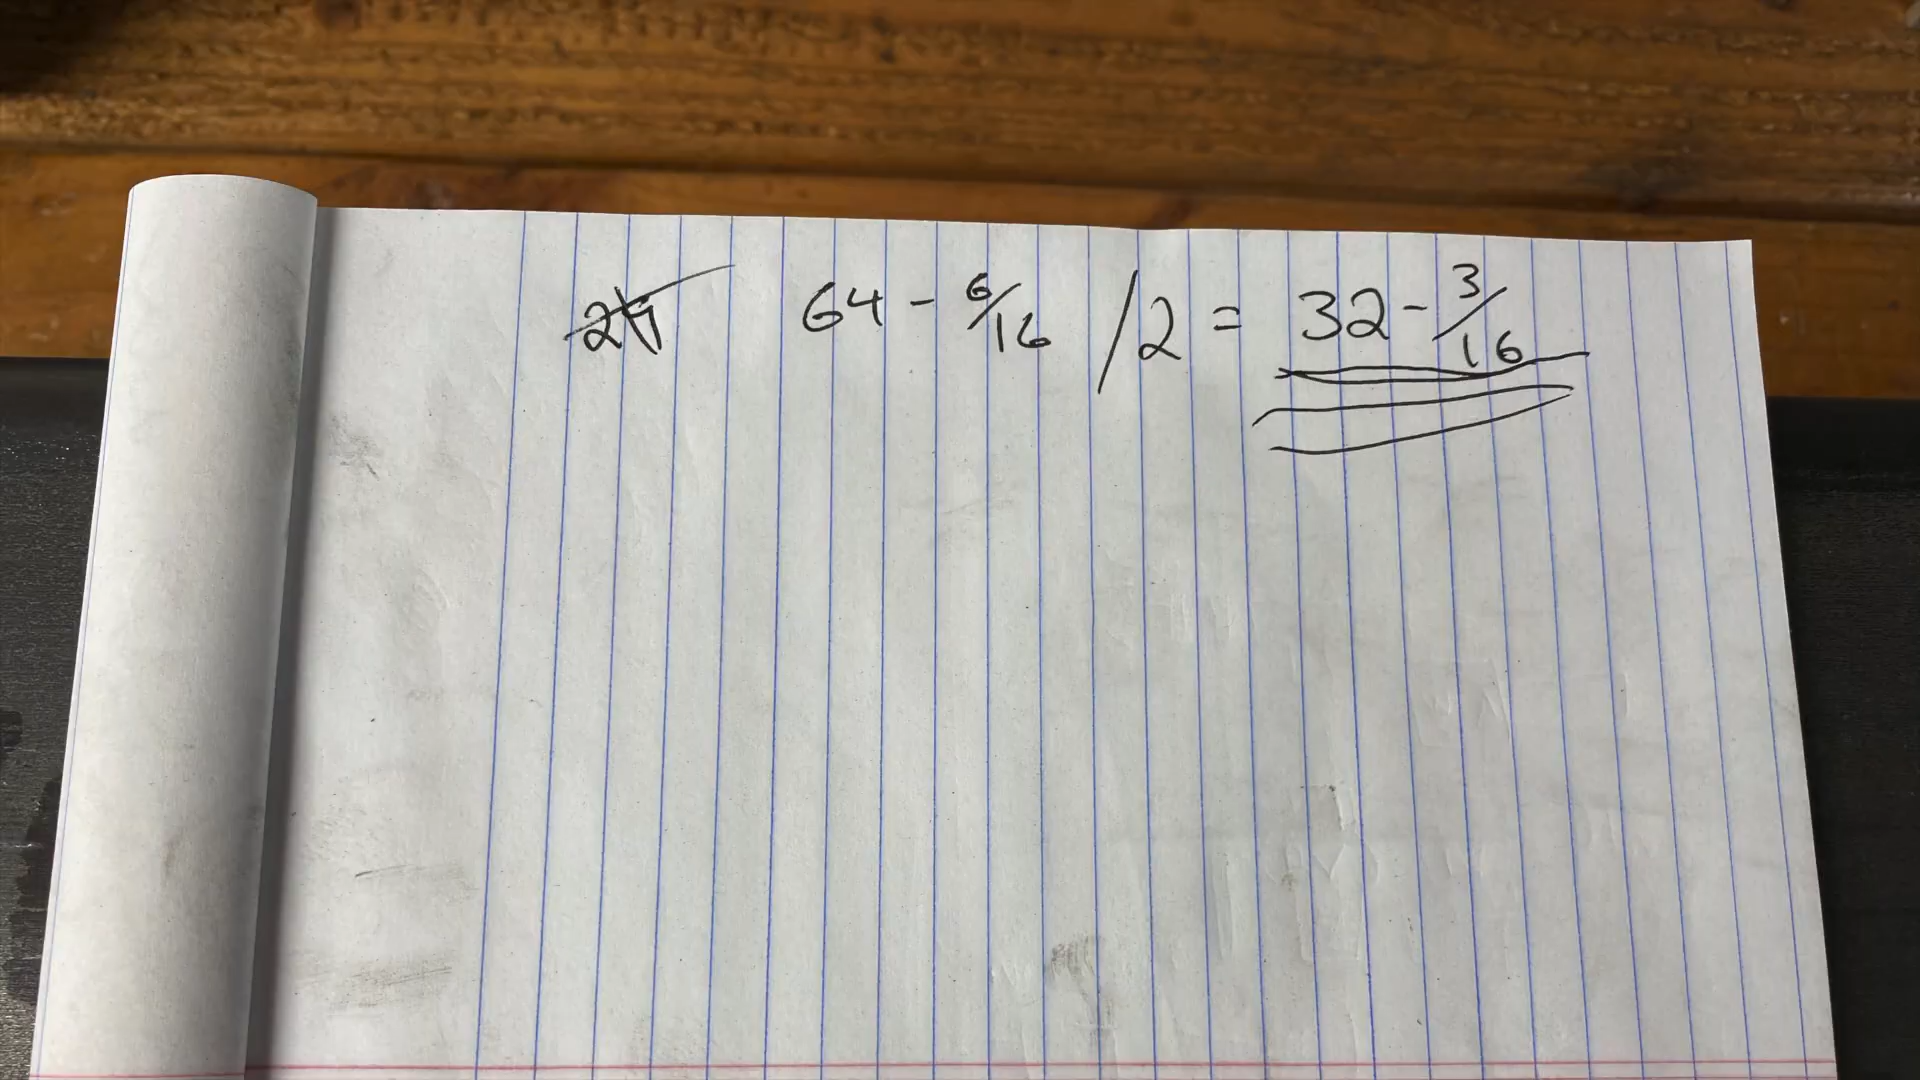 64 - 6/16 /2 = 32 - 3/16